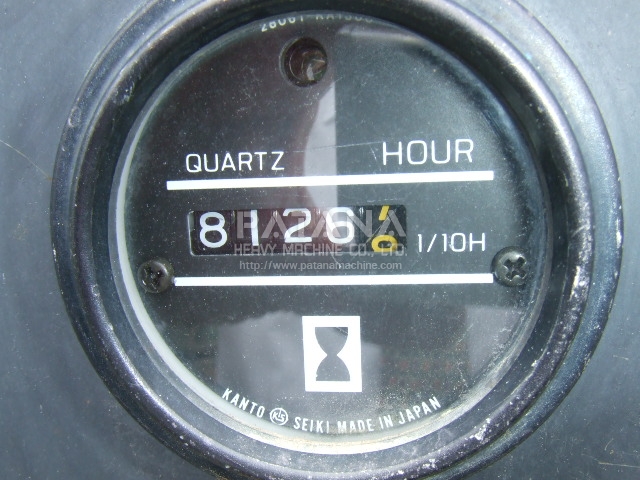 QUARTZ HOUR
8126
1/10H
PATANA
HEAVY MACHINE CO., LTD.
http://www.patanamachine.com
KANTO KS SEIKI MADE IN JAPAN